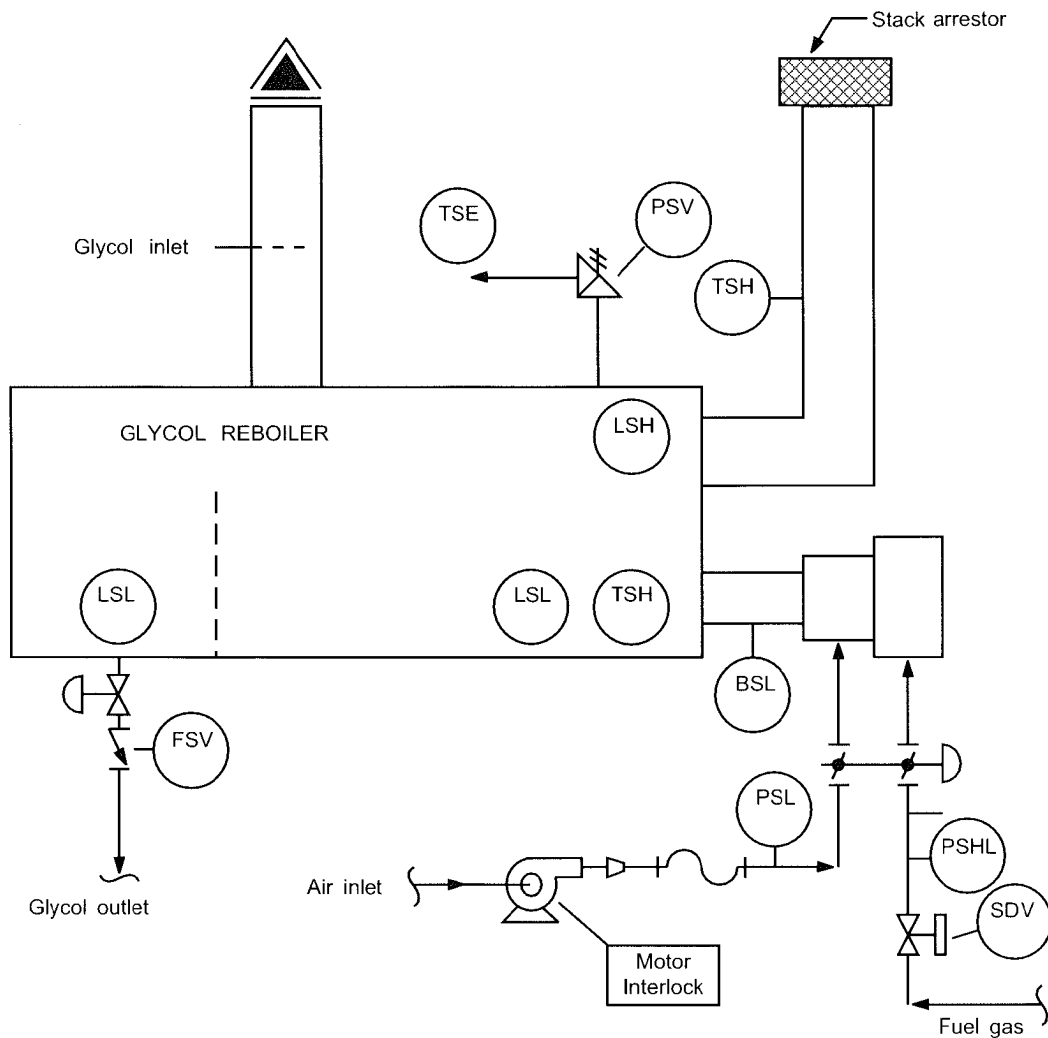 Stack arrestor
TSE
PSV
Glycol inlet
TSH
GLYCOL REBOILER
LSH
LSL
LSL
TSH
BSL
FSV
PSL
PSHL
Air inlet
Glycol outlet
SDV
Motor
Interlock
Fuel gas